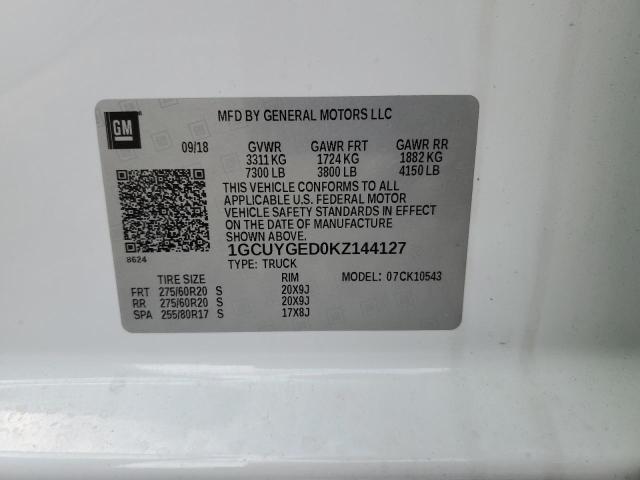 GM
MFD BY GENERAL MOTORS LLC
09/18 GVWR GAWR FRT GAWR RR
3311 KG 1724 KG 1882 KG
7300 LB 3800 LB 4150 LB
THIS VEHICLE CONFORMS TO ALL
APPLICABLE U.S. FEDERAL MOTOR
VEHICLE SAFETY STANDARDS IN EFFECT
ON THE DATE OF MANUFACTURE
SHOWN ABOVE.
8624
1GCUYGED0KZ144127
TYPE: TRUCK
TIRE SIZE RIM MODEL: 07CK10543
FRT 275/60R20 S 20X9J
RR 275/60R20 S 20X9J
SPA 255/80R17 S 17X8J